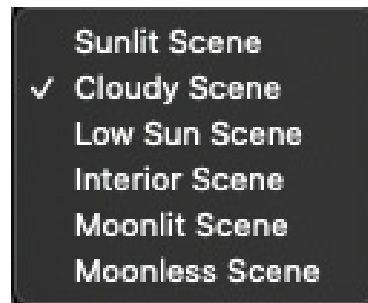 Sunlit Scene
✓ Cloudy Scene
Low Sun Scene
Interior Scene
Moonlit Scene
Moonless Scene